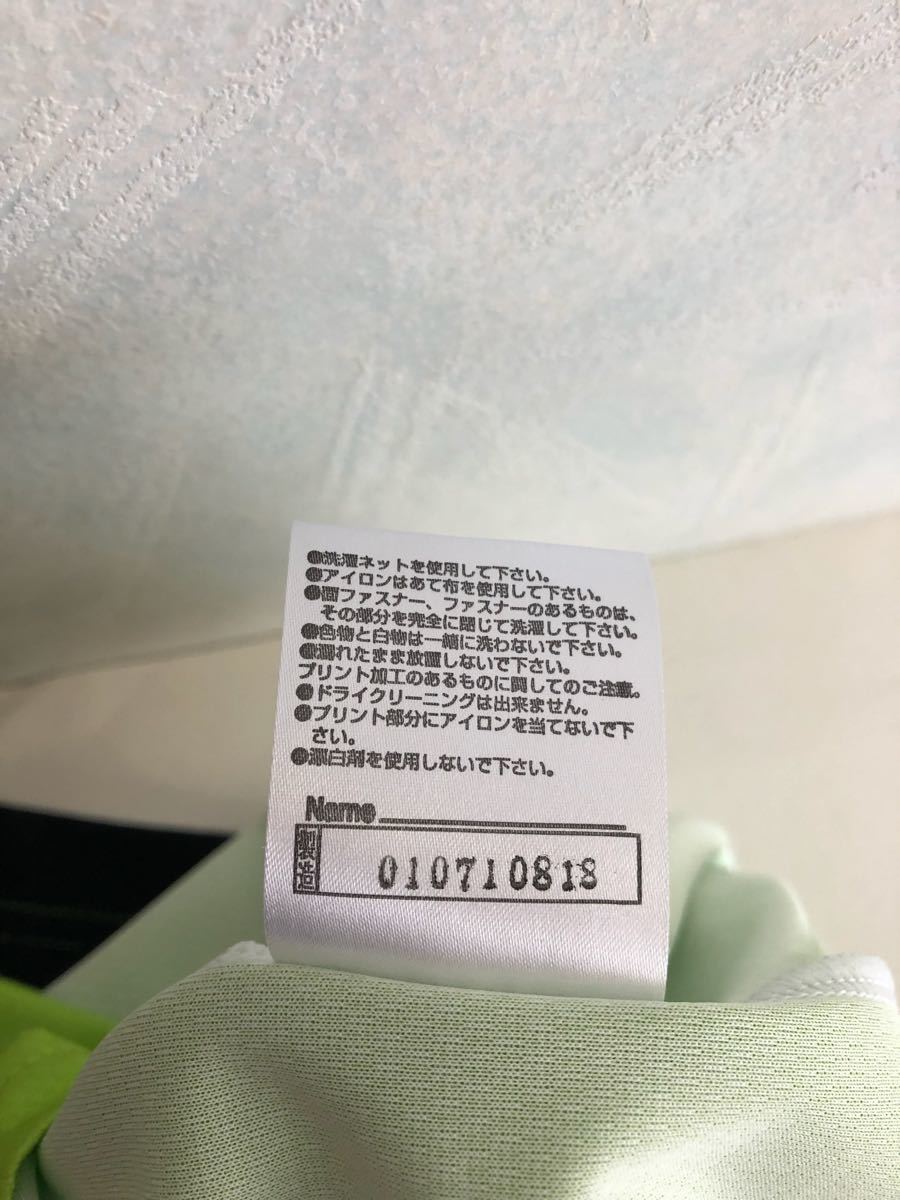 ●洗濯ネットを使用して下さい。
●アイロンはあて布を使用して下さい。
●面ファスナー、ファスナーのあるものは、
その部分を完全に閉じて洗濯して下さい。
●色物と白物は一緒に洗わないで下さい。
●濡れたまま放置しないで下さい。
プリント加工のあるものに関してのご注意。
●ドライクリーニングは出来ません。
●プリント部分にアイロンを当てないで下
さい。
●漂白剤を使用しないで下さい。
Name
製造 010710818